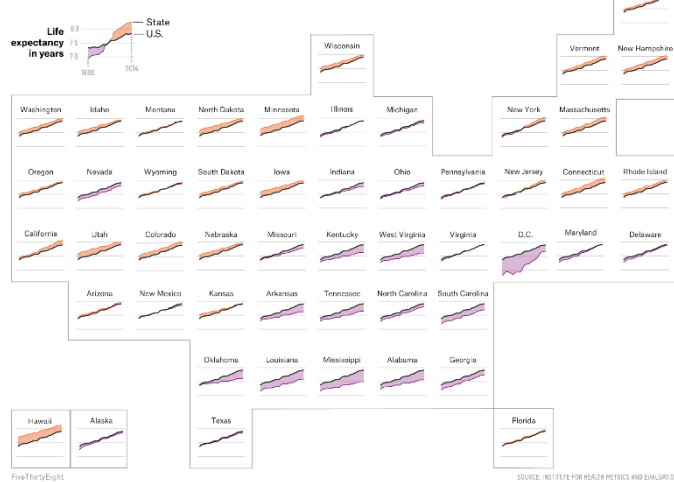 Life
expectancy
in years
80
75
70
State
U.S.
1980
2014
Wisconsin
Vermont New Hampshire
Washington Idaho Montana North Dakota Minnesota Illinois Michigan New York Massachusetts
Oregon Nevada Wyoming South Dakota Iowa Indiana Ohio Pennsylvania New Jersey Connecticut Rhode Island
California Utah Colorado Nebraska Missouri Kentucky West Virginia Virginia D.C. Maryland Delaware
Arizona New Mexico Kansas Arkansas Tennessee North Carolina South Carolina
Oklahoma Louisiana Mississippi Alabama Georgia
Hawaii Alaska Texas Florida
FiveThirtyEight
SOURCE: INSTITUTE FOR HEALTH METRICS AND EVALUATIO